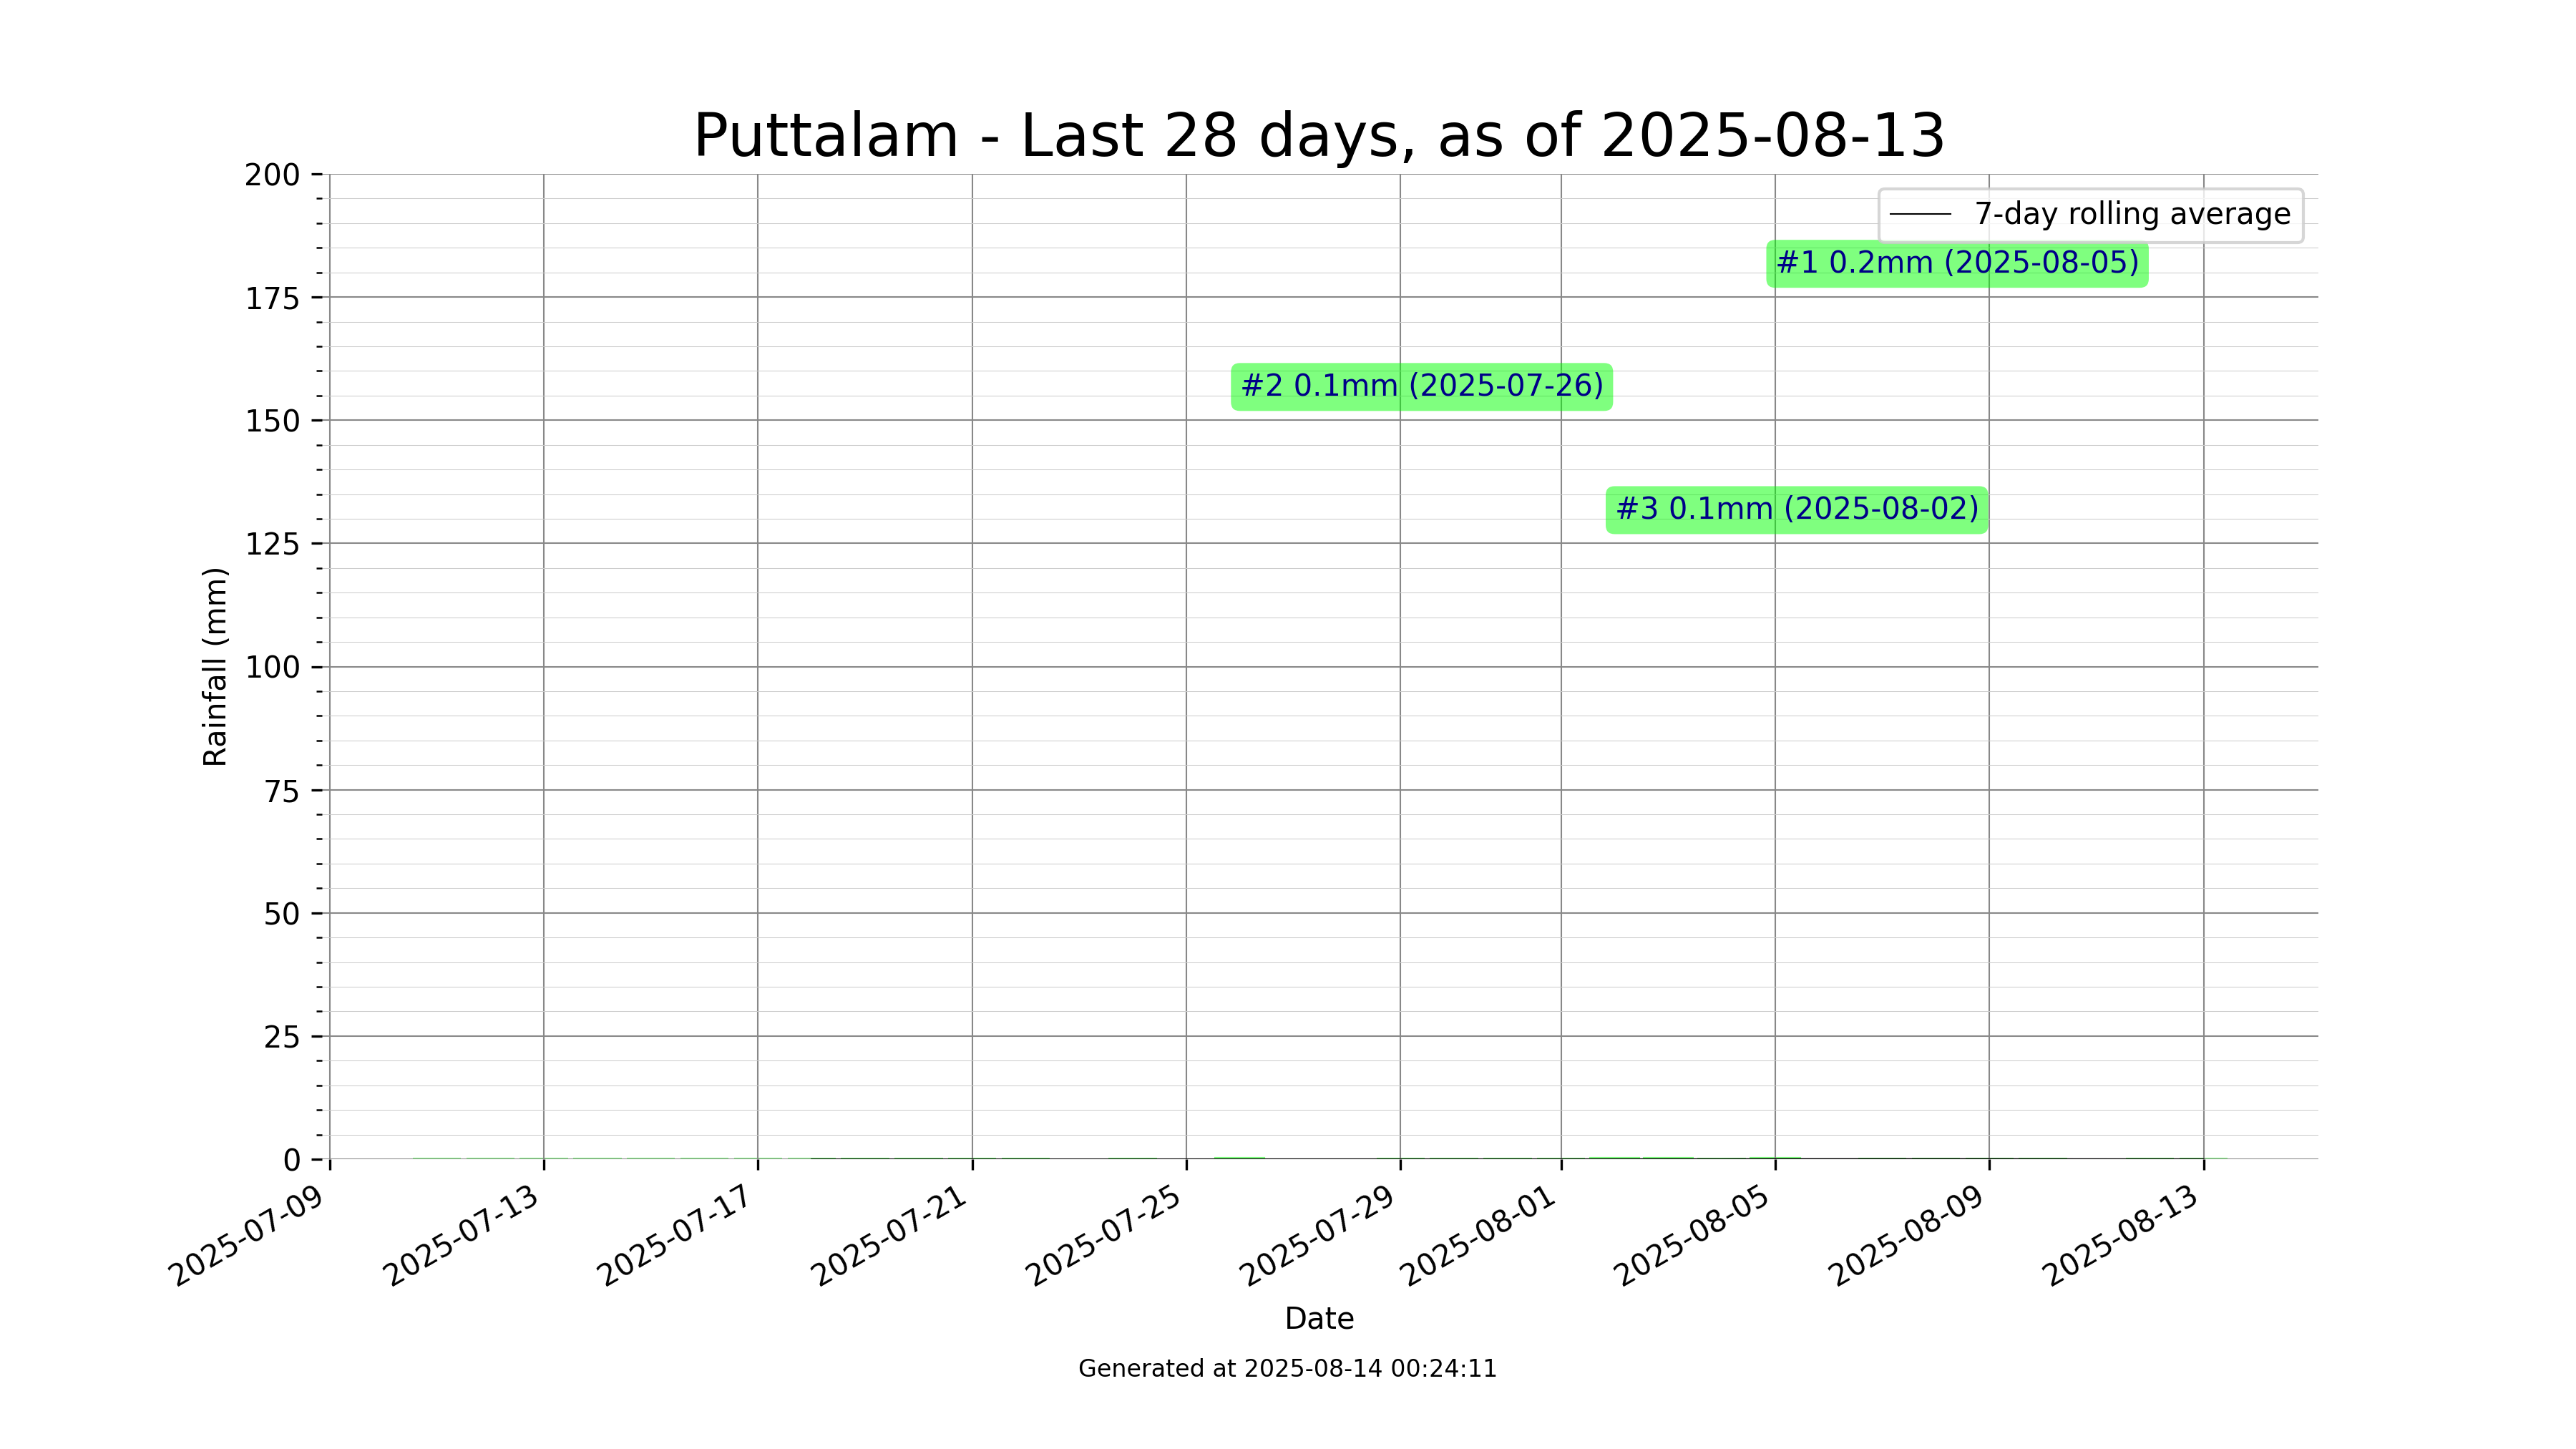 Puttalam - Last 28 days, as of 2025-08-13
200
175
150
125
100
75
50
25
0
Rainfall (mm)
7-day rolling average
#1 0.2mm (2025-08-05)
#2 0.1mm (2025-07-26)
#3 0.1mm (2025-08-02)
2025-07-09
2025-07-13
2025-07-17
2025-07-21
2025-07-25
2025-07-29
2025-08-01
2025-08-05
2025-08-09
2025-08-13
Date
Generated at 2025-08-14 00:24:11